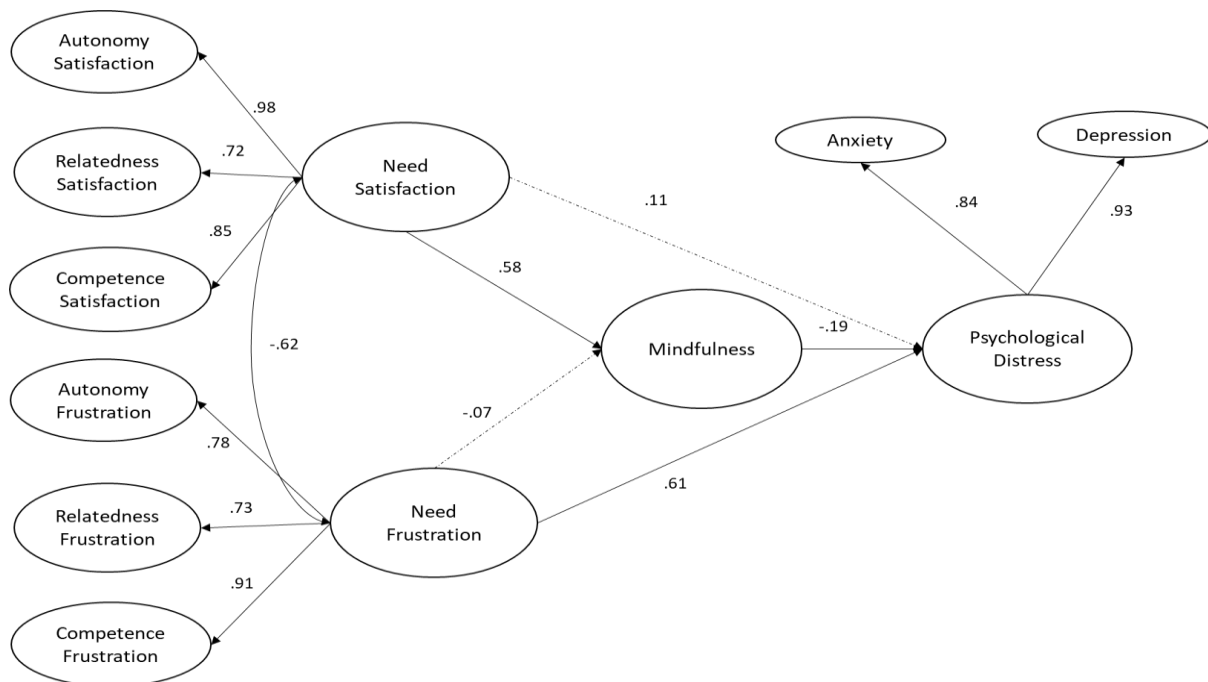 Autonomy
Satisfaction
.98
Relatedness
Satisfaction
.72
Competence
Satisfaction
.85
Need
Satisfaction
Anxiety
Depression
.84
.93
.11
.58
-.62
Mindfulness
-.19
Psychological
Distress
Autonomy
Frustration
.78
-.07
.61
Relatedness
Frustration
.73
Need
Frustration
.91
Competence
Frustration